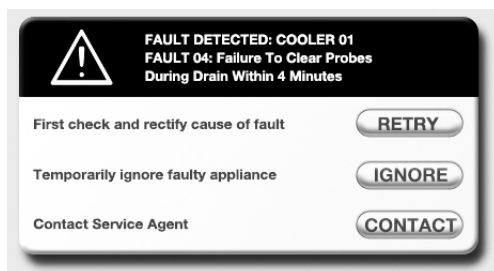 FAULT DETECTED: COOLER 01
FAULT 04: Failure To Clear Probes
During Drain Within 4 Minutes
First check and rectify cause of fault RETRY
Temporarily ignore faulty appliance IGNORE
Contact Service Agent CONTACT